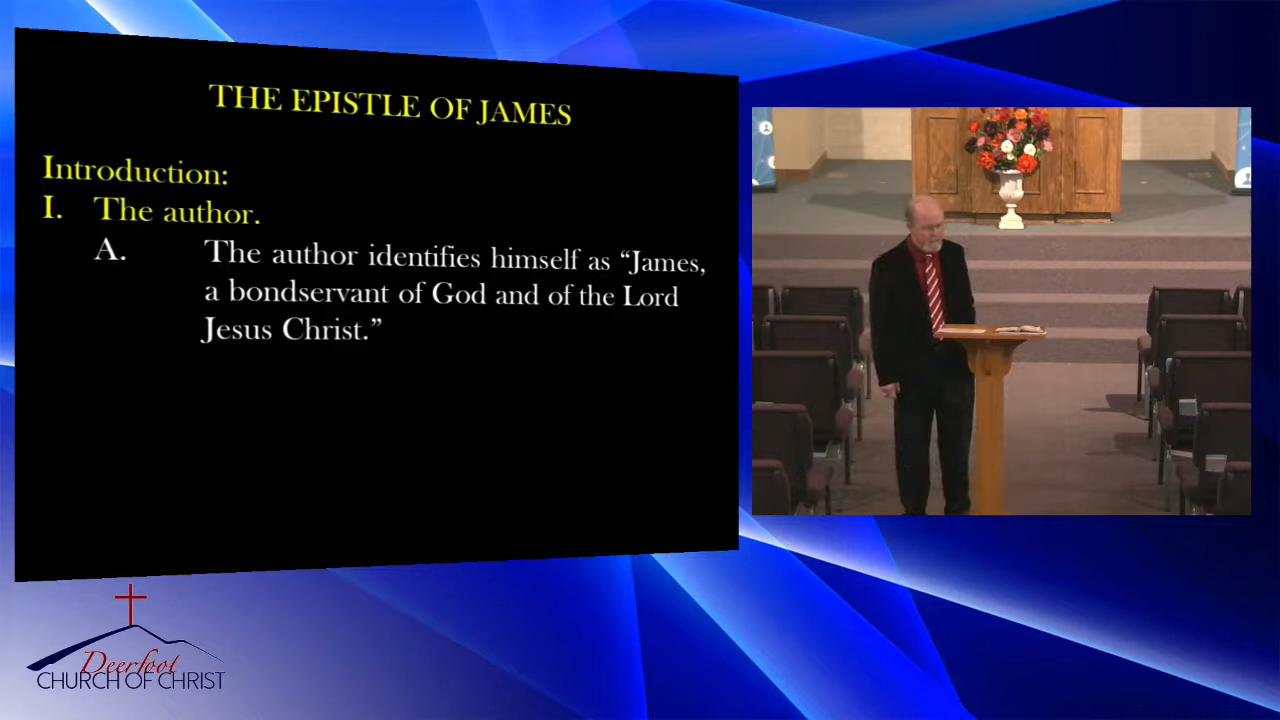 THE EPISTLE OF JAMES
Introduction:
I. The author.
A. The author identifies himself as “James,
a bondservant of God and of the Lord
Jesus Christ.”
Deerfoot
CHURCH OF CHRIST